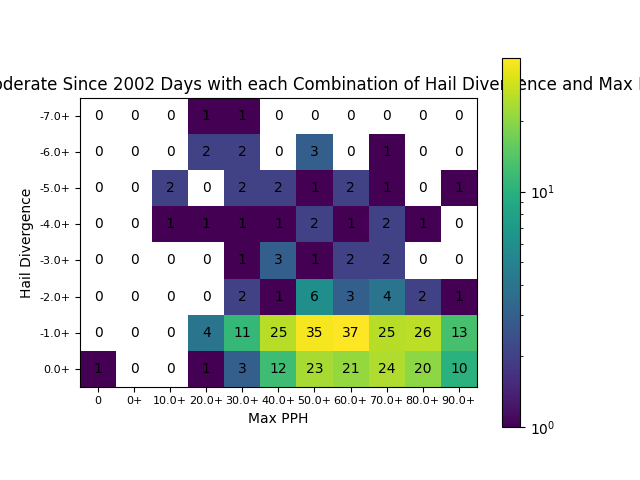 oderate Since 2002 Days with each Combination of Hail Divergence and Max
-7.0+ 0 0 0 1 1 0 0 0 0 0 0
-6.0+ 0 0 0 2 2 0 3 0 1 0 0
-5.0+ 0 0 2 0 2 2 1 2 1 0 1
-4.0+ 0 0 1 1 1 1 2 1 2 1 0
-3.0+ 0 0 0 0 1 3 1 2 2 0 0
-2.0+ 0 0 0 0 2 1 6 3 4 2 1
-1.0+ 0 0 0 4 11 25 35 37 25 26 13
0.0+ 1 0 0 1 3 12 23 21 24 20 10
0 0+ 10.0+ 20.0+ 30.0+ 40.0+ 50.0+ 60.0+ 70.0+ 80.0+ 90.0+
Max PPH
Hail Divergence
10¹
10⁰